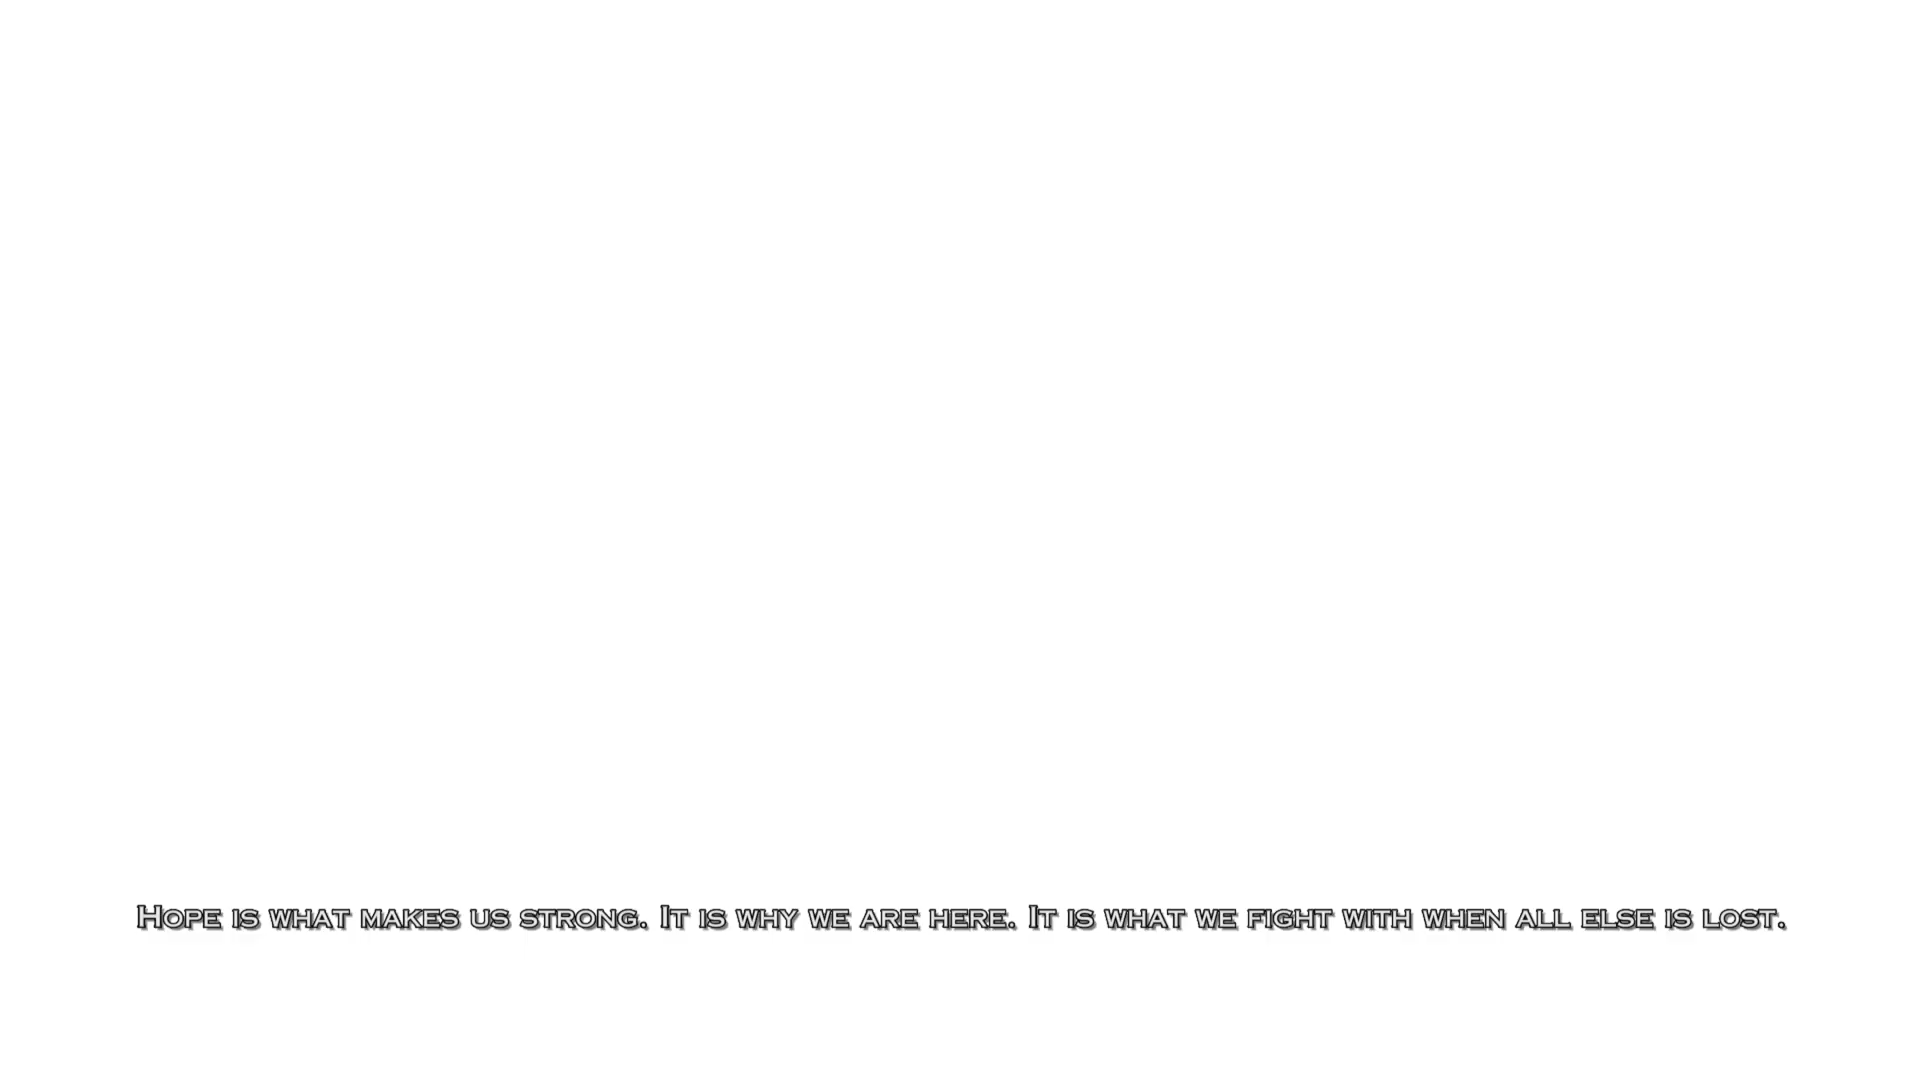 Hope is what makes us strong. It is why we are here. It is what we fight with when all else is lost.